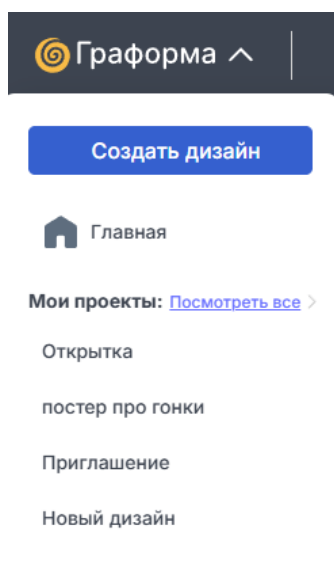 Граформа
Создать дизайн
Главная
Мои проекты: Посмотреть все
Открытка
постер про гонки
Приглашение
Новый дизайн